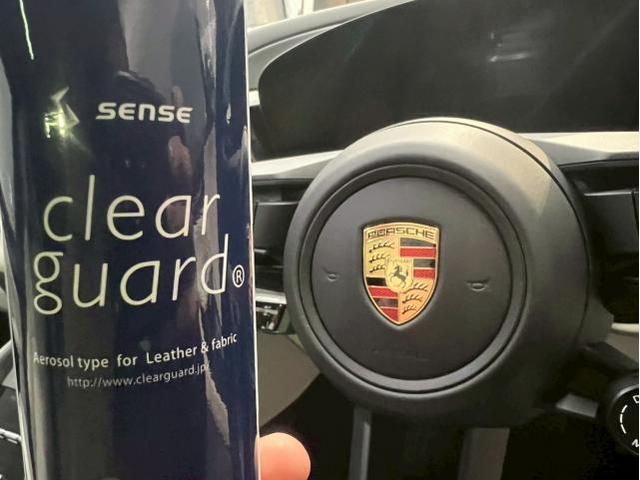 SENSE
clear
guard®
Aerosol type for Leather & fabric
http://www.clearguard.jp/
PORSCHE